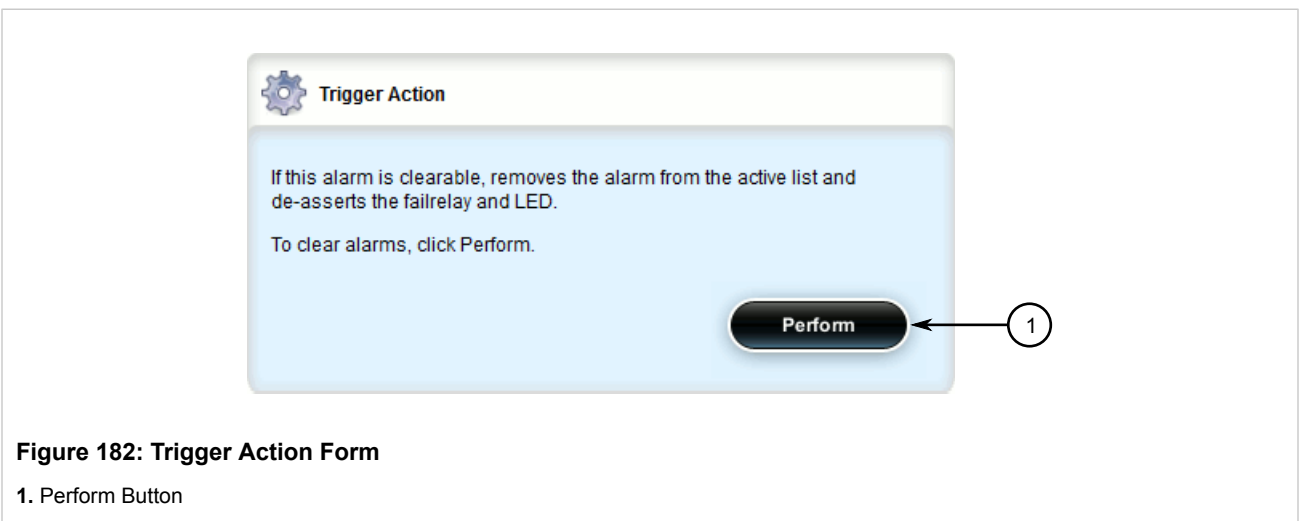 Trigger Action
If this alarm is clearable, removes the alarm from the active list and
de-asserts the failrelay and LED.
To clear alarms, click Perform.
Perform
1
Figure 182: Trigger Action Form
1. Perform Button